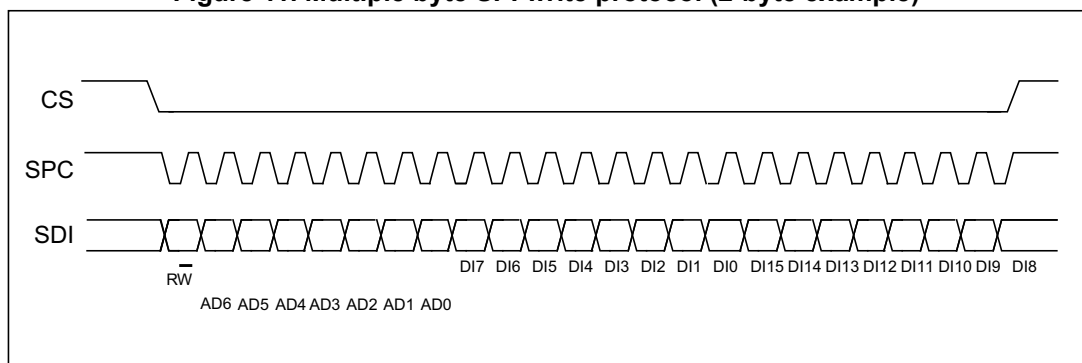 Figure 11. Multiple byte SPI write protocol (2-byte example)
CS
SPC
SDI
RW
DI7 DI6 DI5 DI4 DI3 DI2 DI1 DI0 DI15 DI14 DI13 DI12 DI11 DI10 DI9 DI8
AD6 AD5 AD4 AD3 AD2 AD1 AD0